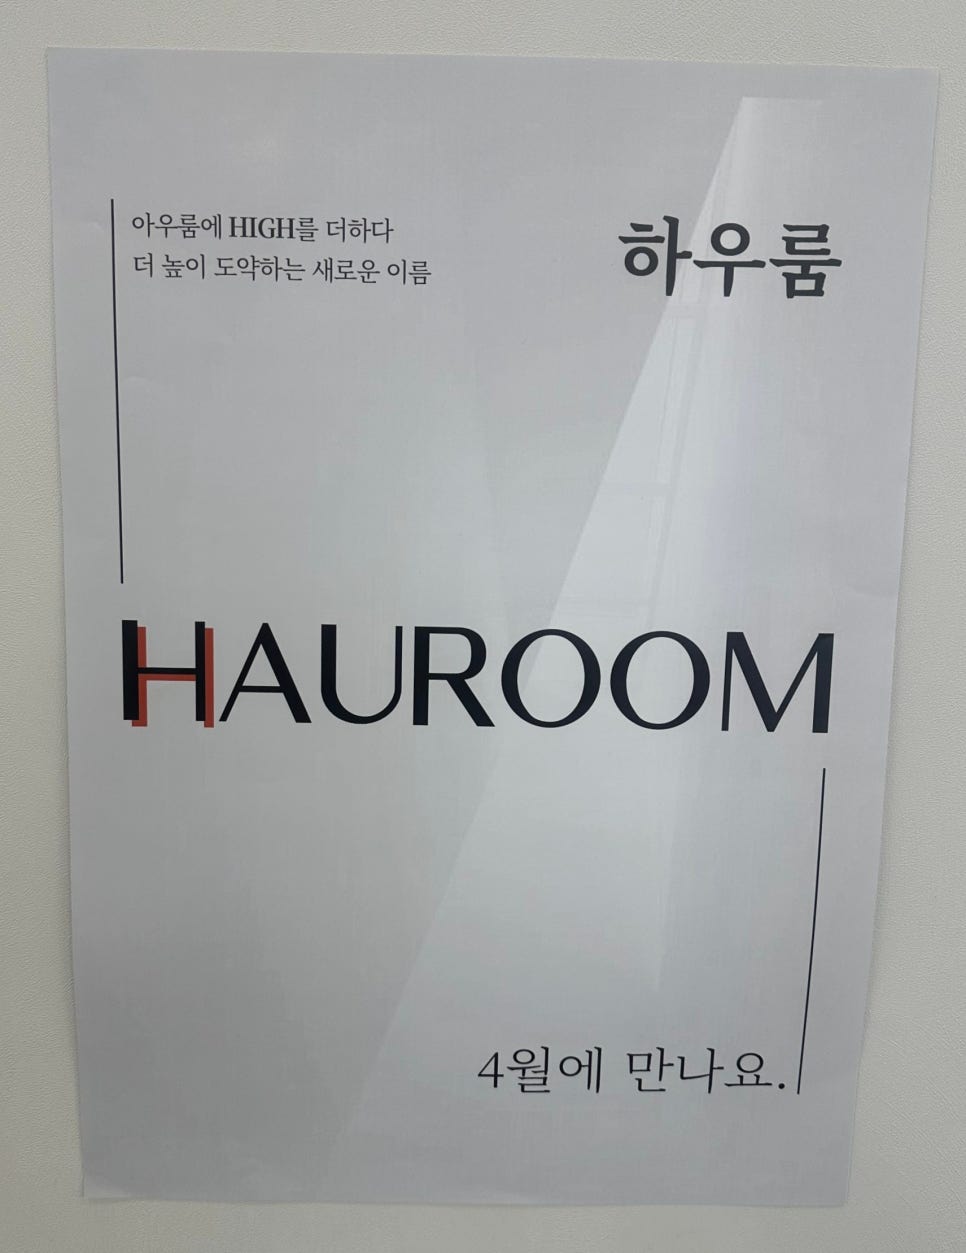 아우룸에 HIGH를 더하다
더 높이 도약하는 새로운 이름
하우룸
HAUROOM
4월에 만나요.